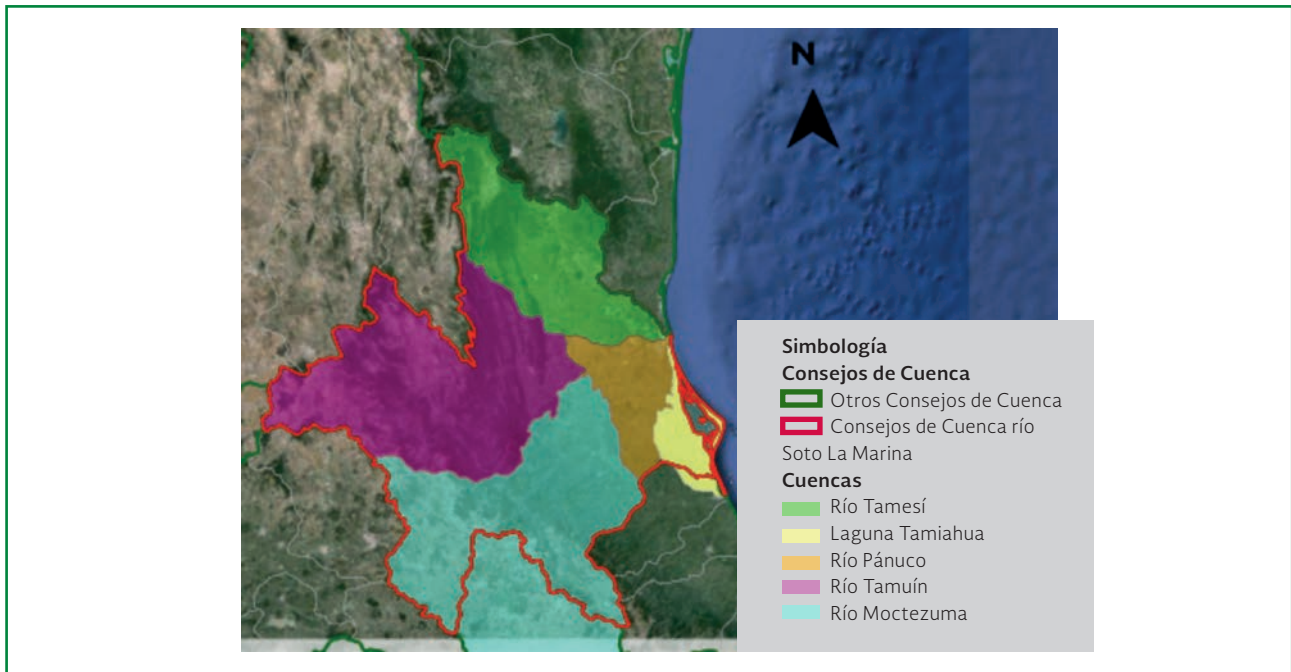 N
Simbología
Consejos de Cuenca
Otros Consejos de Cuenca
Consejos de Cuenca río
Soto La Marina
Cuencas
Río Tamesí
Laguna Tamiahua
Río Pánuco
Río Tamuín
Río Moctezuma